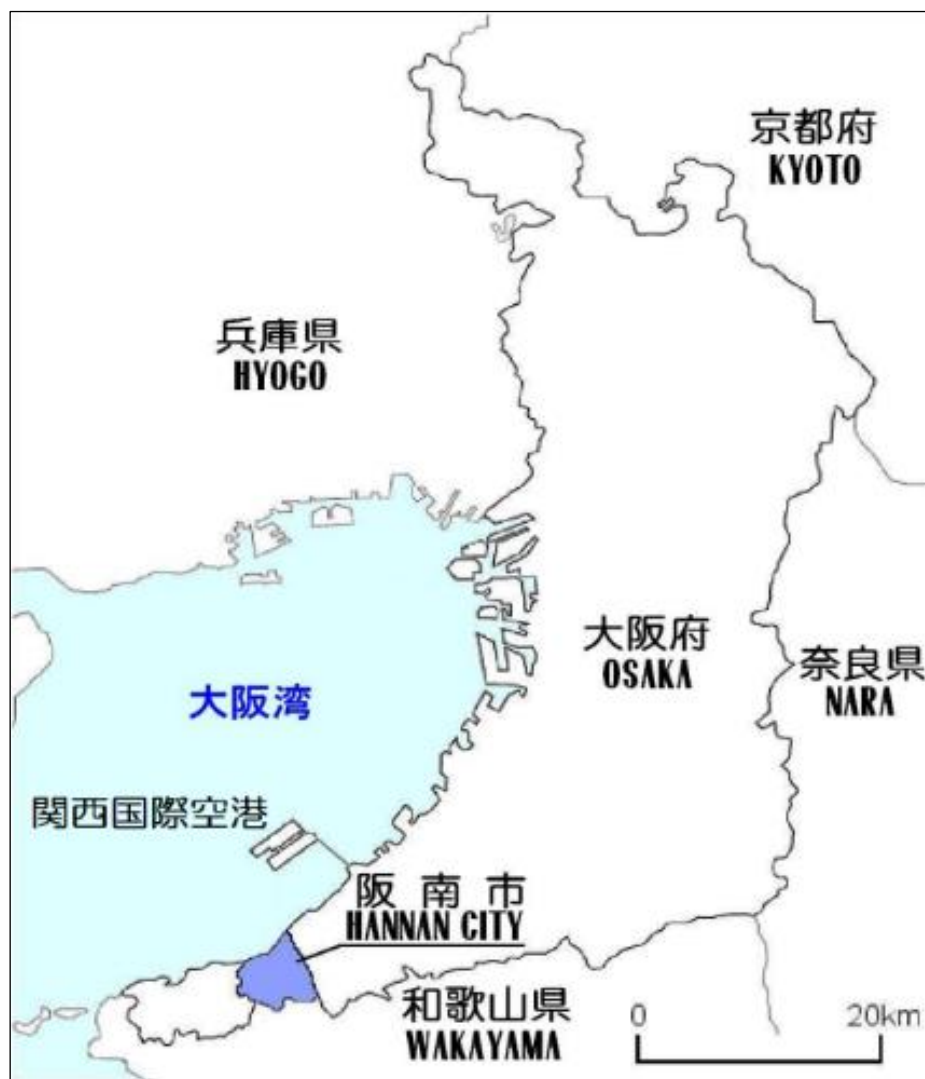 京都府
KYOTO
兵庫県
HYOGO
大阪府
OSAKA
奈良県
NARA
大阪湾
関西国際空港
阪南市
HANNAN CITY
和歌山県
WAKAYAMA
0 20km